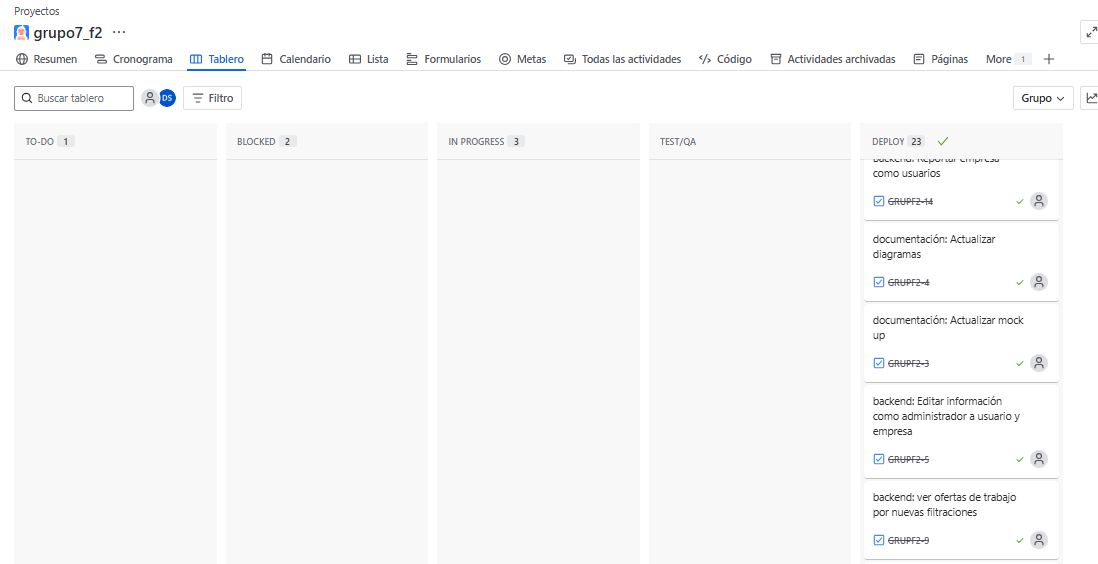 Proyectos
grupo7_f2 ...
Resumen Cronograma Tablero Calendario Lista Formularios Metas Todas las actividades Código Actividades archivadas Páginas More 1
Buscar tablero DS Filtro Grupo
TO-DO 1
BLOCKED 2
IN PROGRESS 3
TEST/QA
DEPLOY 23
backend: Reportar empresa
como usuarios
GRUPF2-14
documentación: Actualizar
diagramas
GRUPF2-4
documentación: Actualizar mock
up
GRUPF2-3
backend: Editar información
como administrador a usuario y
empresa
GRUPF2-5
backend: ver ofertas de trabajo
por nuevas filtraciones
GRUPF2-9